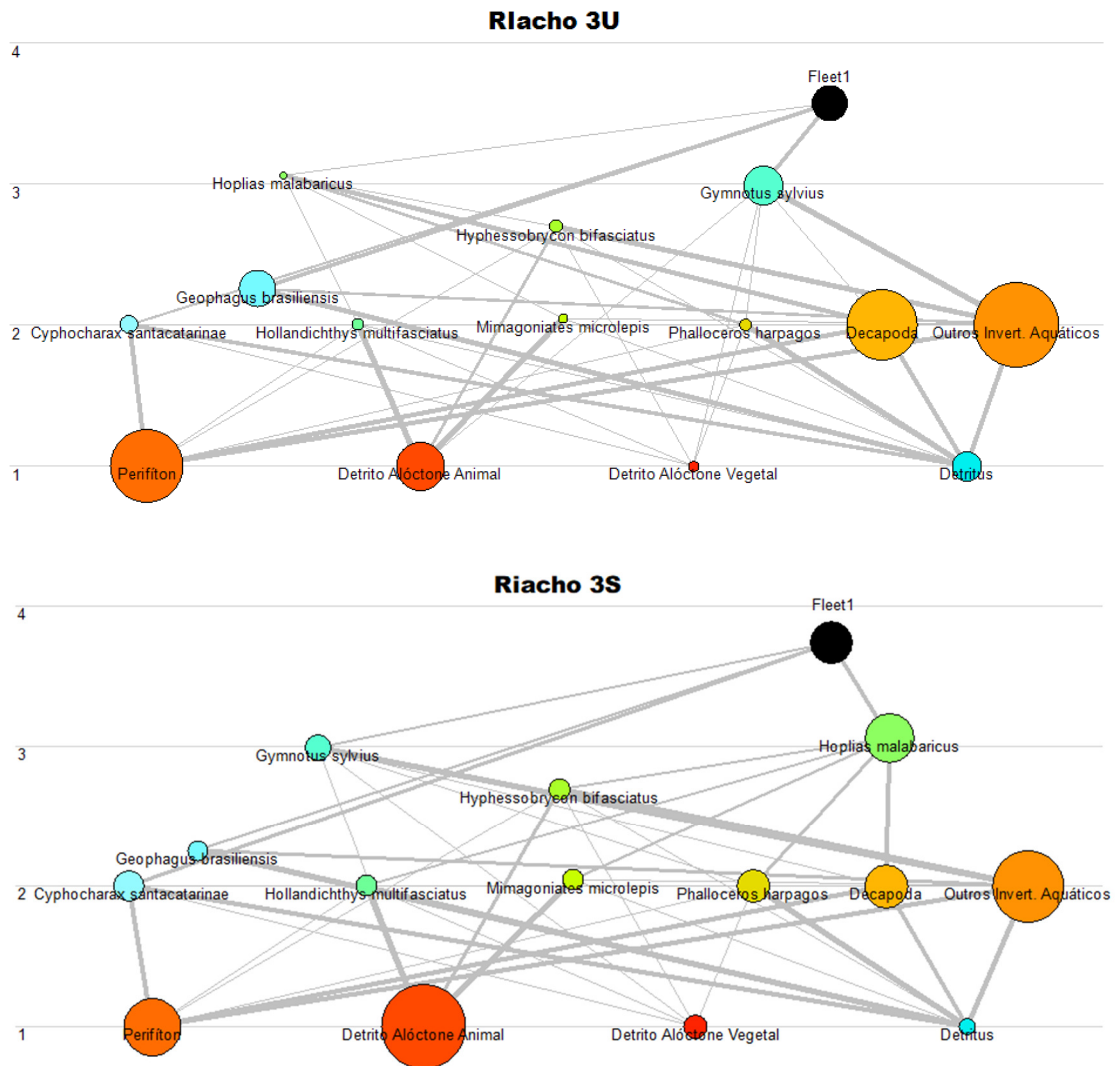 RIacho 3U
4
Fleet1
3
Hoplias malabaricus
Gymnotus sylvius
Hyphessobrycon bifasciatus
Geophagus brasiliensis
2
Cyphocharax santacatarinae
Hollandichthys multifasciatus
Mimagoniates microlepis
Phalloceros harpagos
Decapoda
Outros Invert. Aquáticos
1
Perifíton
Detrito Alóctone Animal
Detrito Alóctone Vegetal
Detritus
Riacho 3S
4
Fleet1
3
Gymnotus sylvius
Hoplias malabaricus
Hyphessobrycon bifasciatus
Geophagus brasiliensis
2
Cyphocharax santacatarinae
Hollandichthys multifasciatus
Mimagoniates microlepis
Phalloceros harpagos
Decapoda
Outros Invert. Aquáticos
1
Perifíton
Detrito Alóctone Animal
Detrito Alóctone Vegetal
Detritus